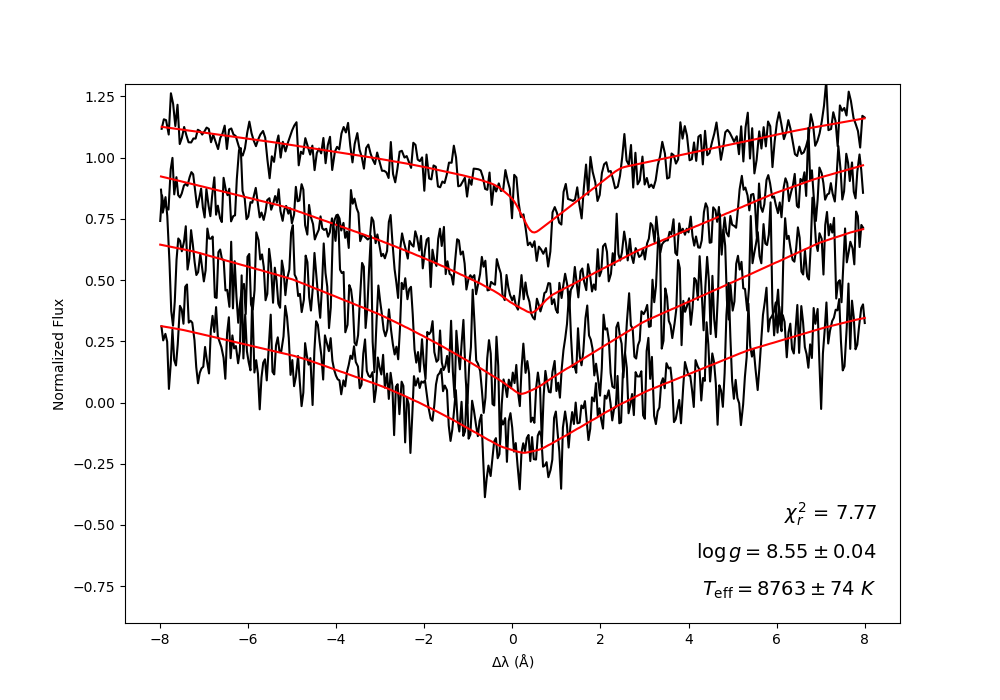 1.25
1.00
0.75
0.50
0.25
0.00
−0.25
−0.50
−0.75
Normalized Flux
χ²ᵣ = 7.77
log g = 8.55 ± 0.04
T_eff = 8763 ± 74 K
−8 −6 −4 −2 0 2 4 6 8
Δλ (Å)